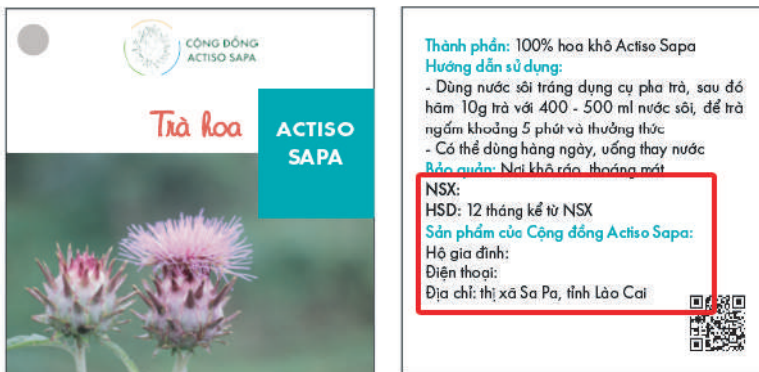 CỘNG ĐỒNG
ACTISO SAPA
Trà hoa
ACTISO
SAPA
Thành phần: 100% hoa khô Actiso Sapa
Hướng dẫn sử dụng:
- Dùng nước sôi tráng dụng cụ pha trà, sau đó
hãm 10g trà với 400 - 500 ml nước sôi, để trà
ngấm khoảng 5 phút và thưởng thức
- Có thể dùng hàng ngày, uống thay nước
Bảo quản: Nơi khô ráo, thoáng mát
NSX:
HSD: 12 tháng kể từ NSX
Sản phẩm của Cộng đồng Actiso Sapa:
Hộ gia đình:
Điện thoại:
Địa chỉ: thị xã Sa Pa, tỉnh Lào Cai